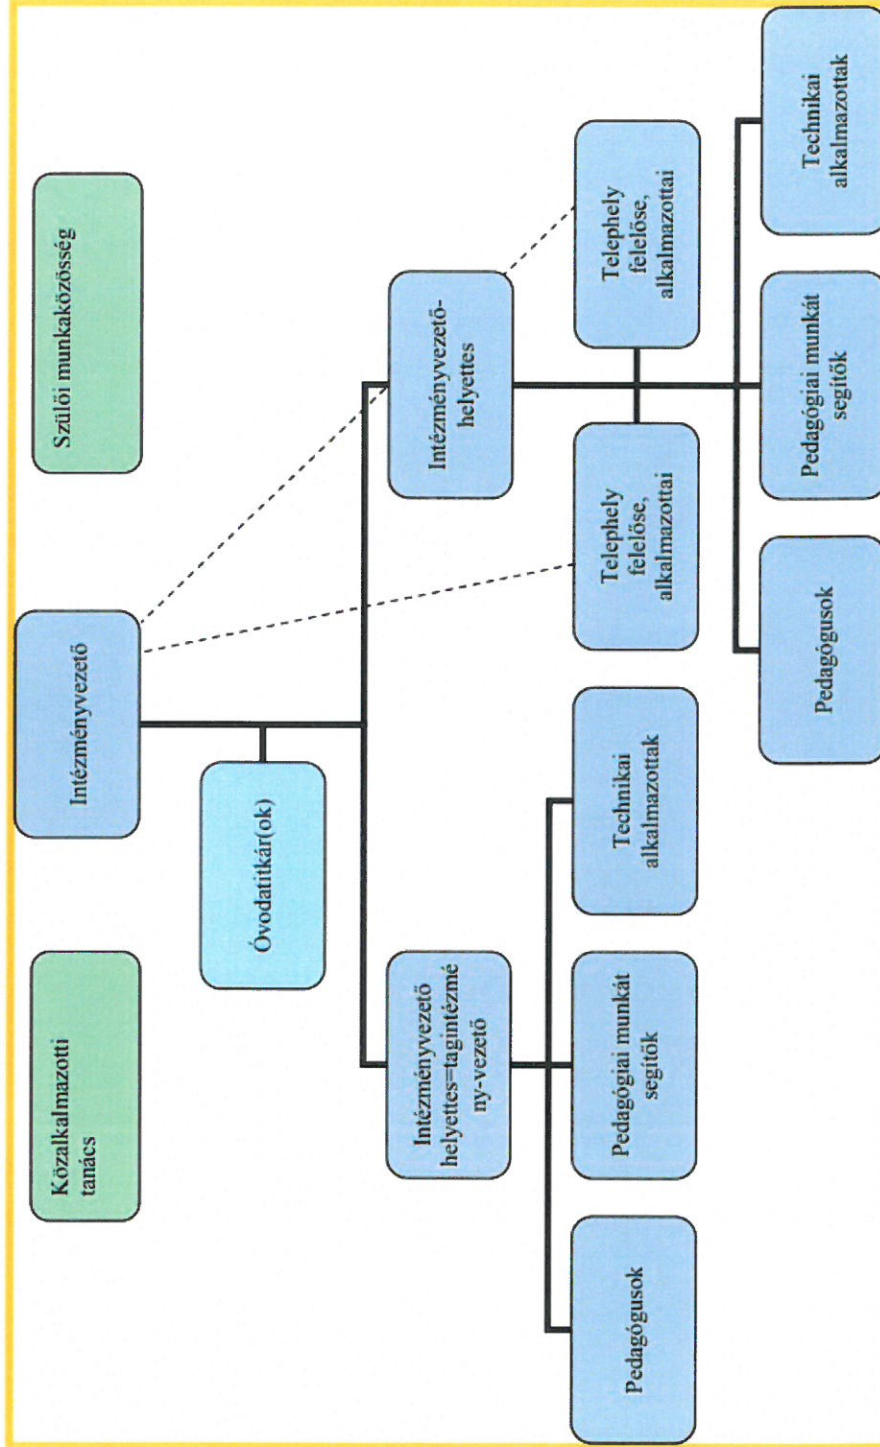 Közalkalmazotti
tanács
Intézményvezető
Szülői munkaközösség
Óvodatitkár(ok)
Intézményvezető
helyettes=tagintézmé
ny-vezető
Intézményvezető-
helyettes
Pedagógusok
Pedagógiai munkát
segítők
Technikai
alkalmazottak
Telephely
felelőse,
alkalmazottai
Telephely
felelőse,
alkalmazottai
Pedagógusok
Pedagógiai munkát
segítők
Technikai
alkalmazottak